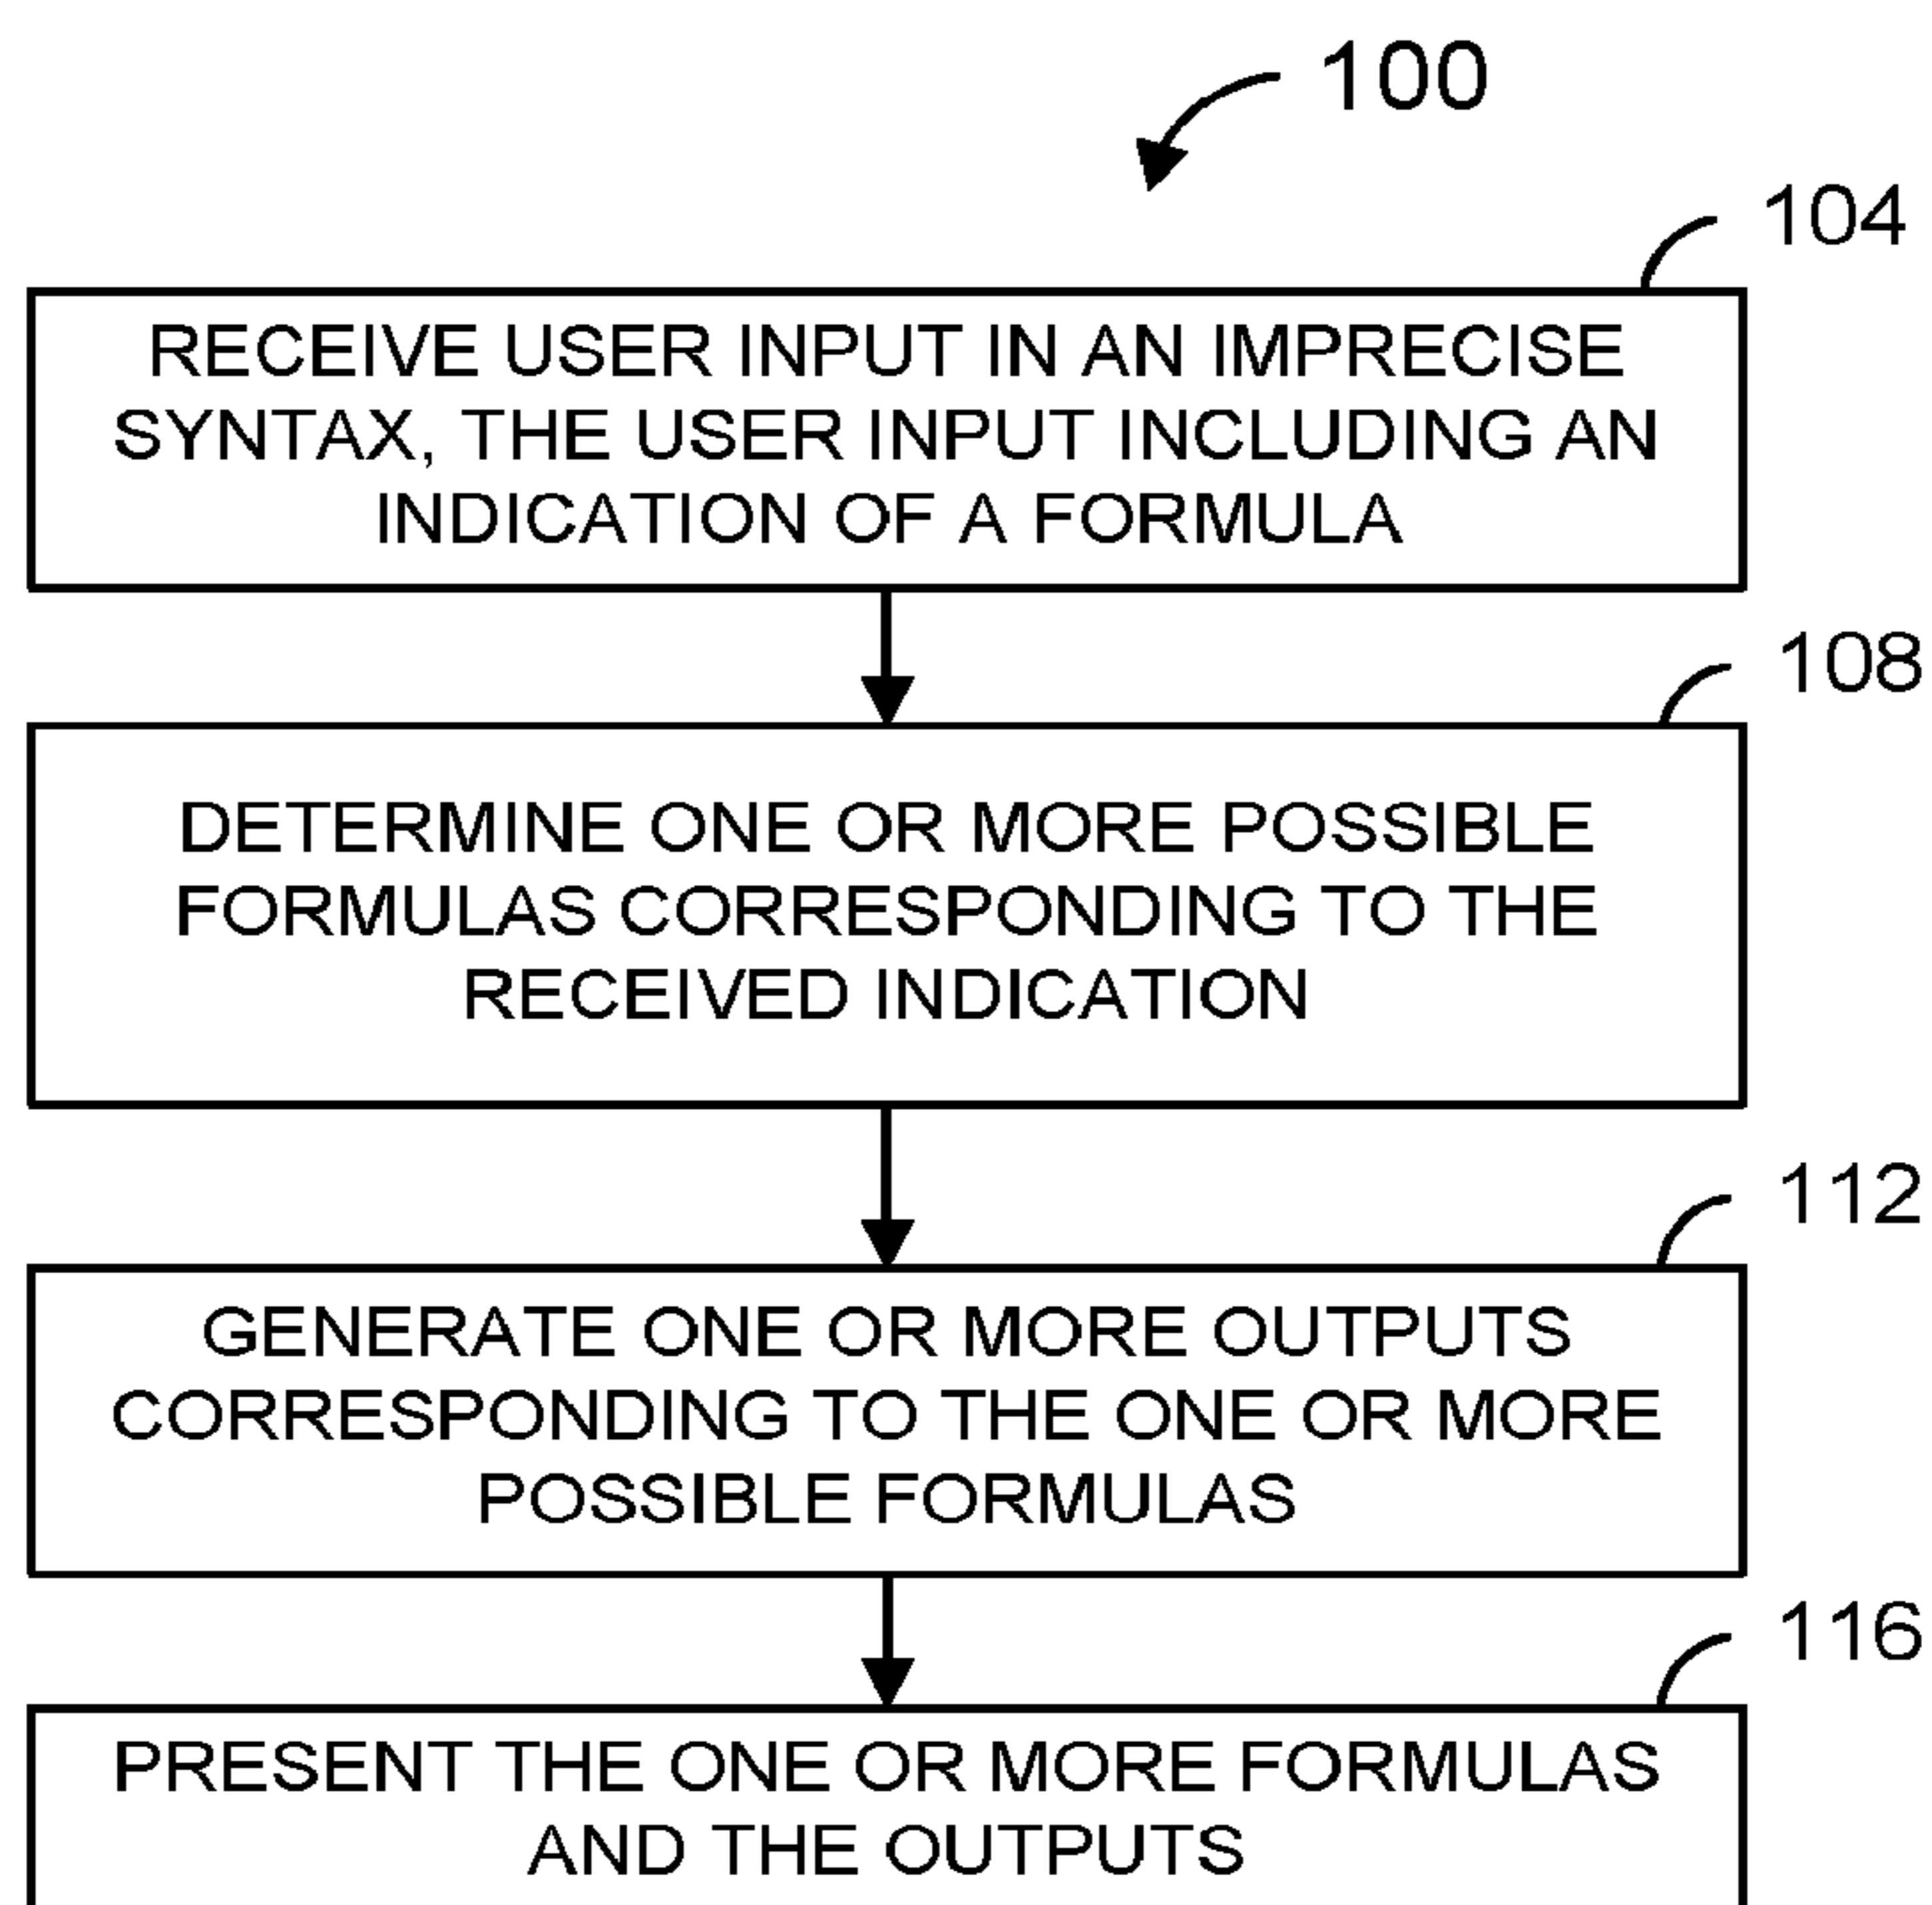 100
104
RECEIVE USER INPUT IN AN IMPRECISE
SYNTAX, THE USER INPUT INCLUDING AN
INDICATION OF A FORMULA
108
DETERMINE ONE OR MORE POSSIBLE
FORMULAS CORRESPONDING TO THE
RECEIVED INDICATION
112
GENERATE ONE OR MORE OUTPUTS
CORRESPONDING TO THE ONE OR MORE
POSSIBLE FORMULAS
116
PRESENT THE ONE OR MORE FORMULAS
AND THE OUTPUTS